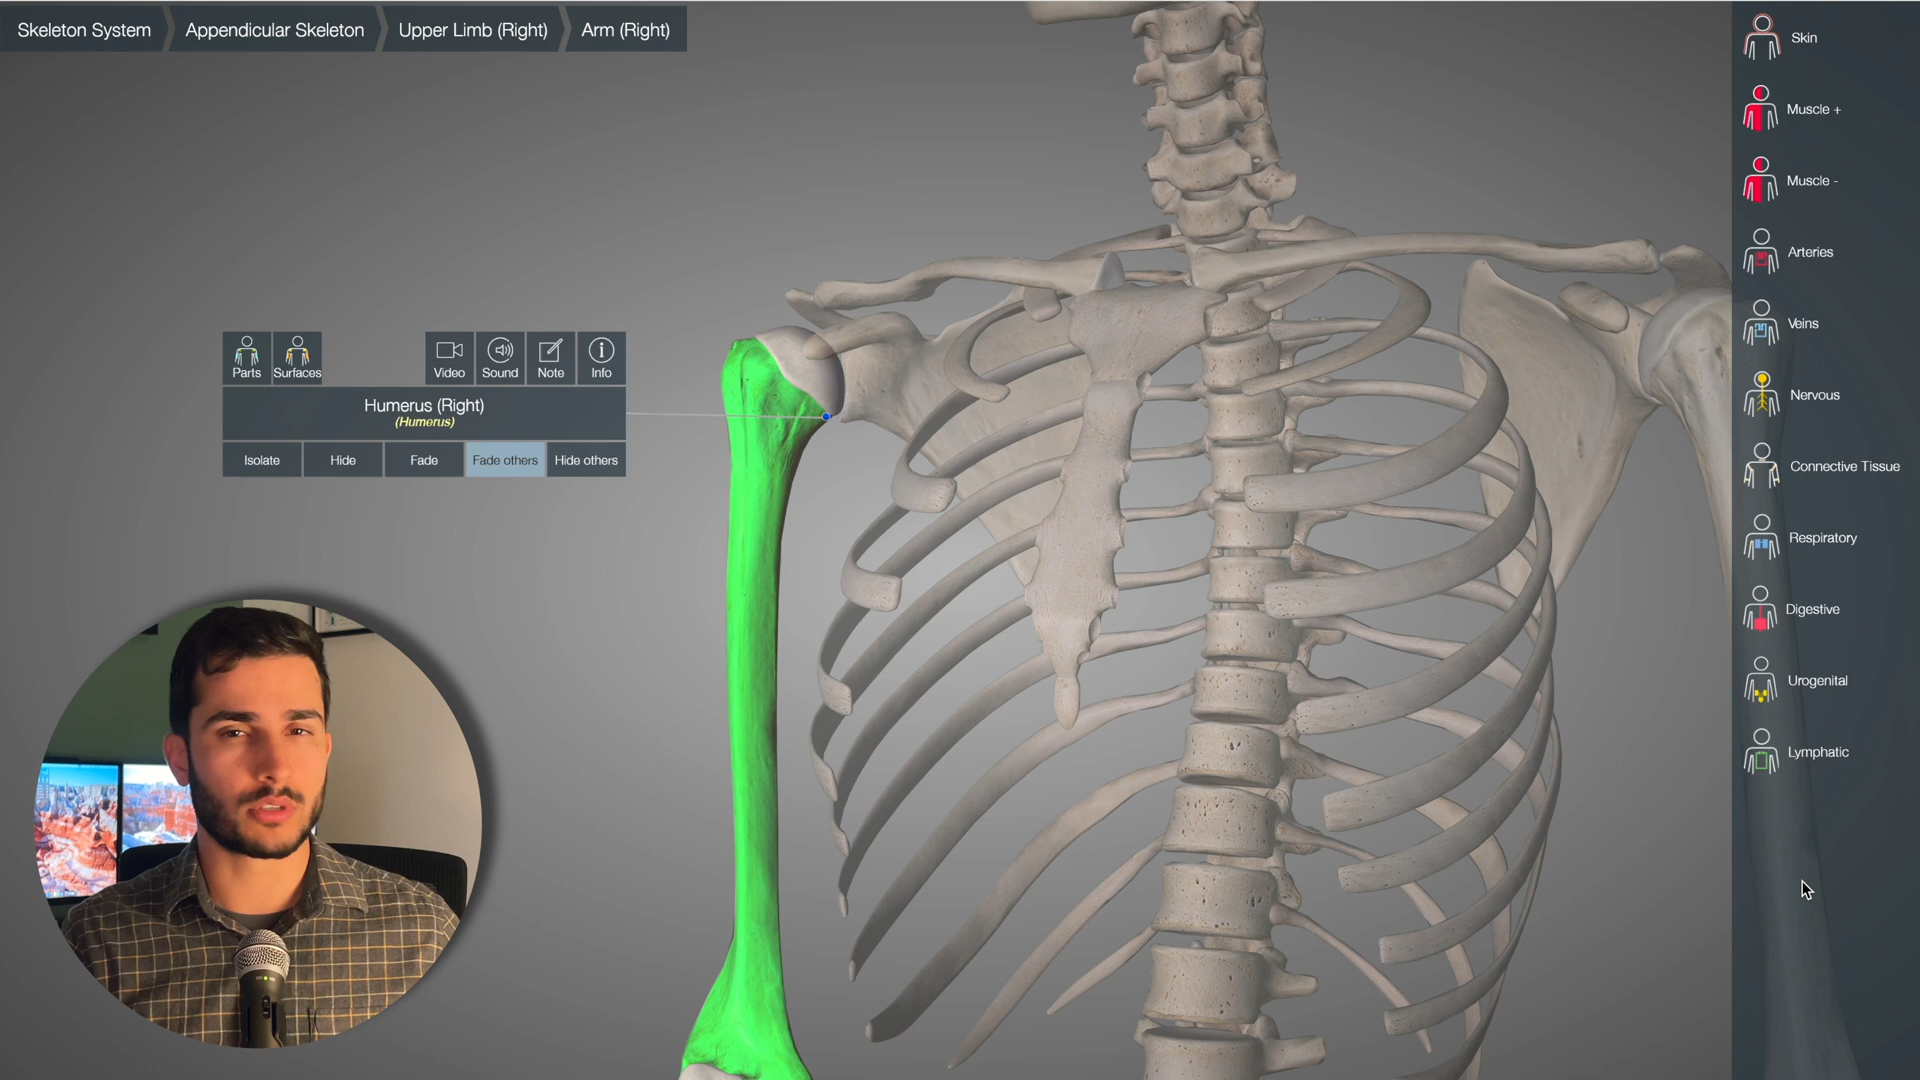 Skeleton System
Appendicular Skeleton
Upper Limb (Right)
Arm (Right)
Parts
Surfaces
Video
Sound
Note
Info
Humerus (Right)
(Humerus)
Isolate
Hide
Fade
Fade others
Hide others
Skin
Muscle +
Muscle -
Arteries
Veins
Nervous
Connective Tissue
Respiratory
Digestive
Urogenital
Lymphatic